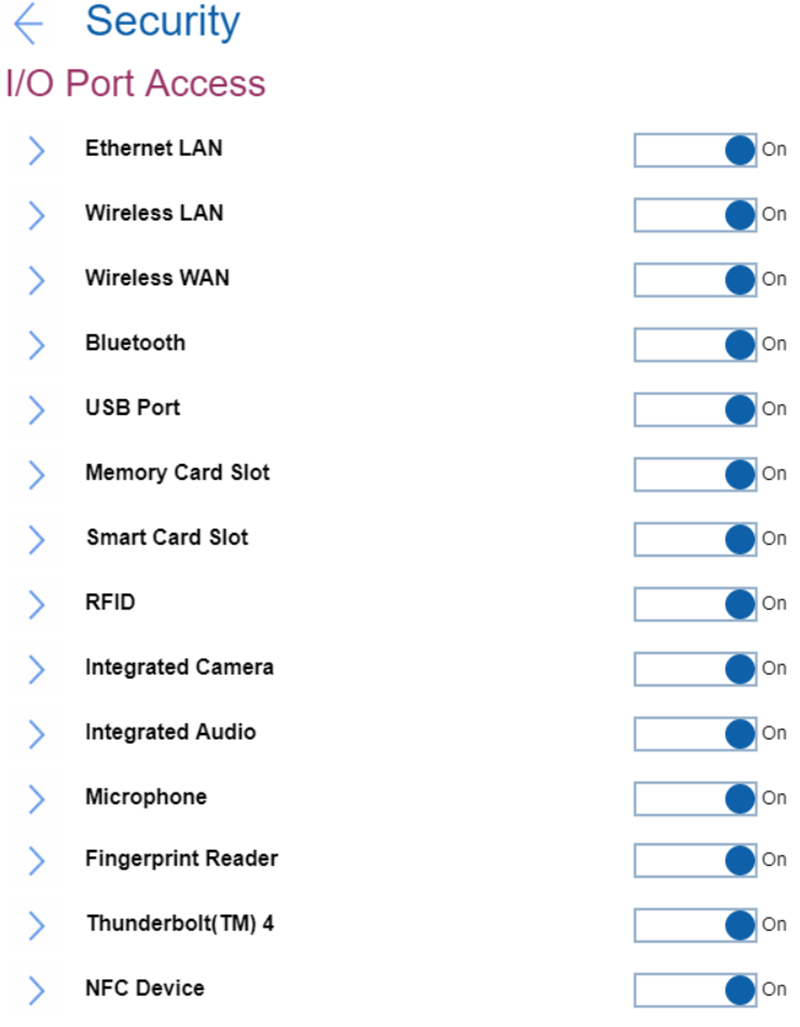 Security
I/O Port Access
Ethernet LAN On
Wireless LAN On
Wireless WAN On
Bluetooth On
USB Port On
Memory Card Slot On
Smart Card Slot On
RFID On
Integrated Camera On
Integrated Audio On
Microphone On
Fingerprint Reader On
Thunderbolt(TM) 4 On
NFC Device On